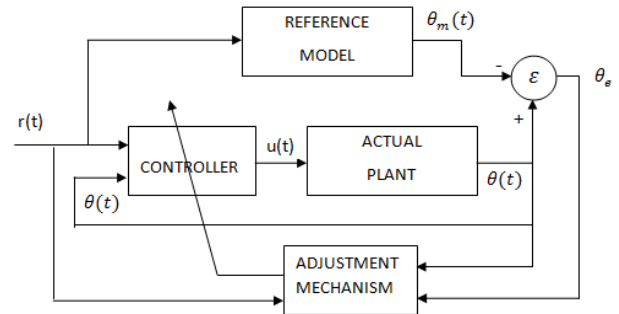 REFERENCE
MODEL
θₘ(t)
-
ε
θₑ
+
r(t)
CONTROLLER
u(t)
ACTUAL
PLANT
θ(t)
θ(t)
ADJUSTMENT
MECHANISM